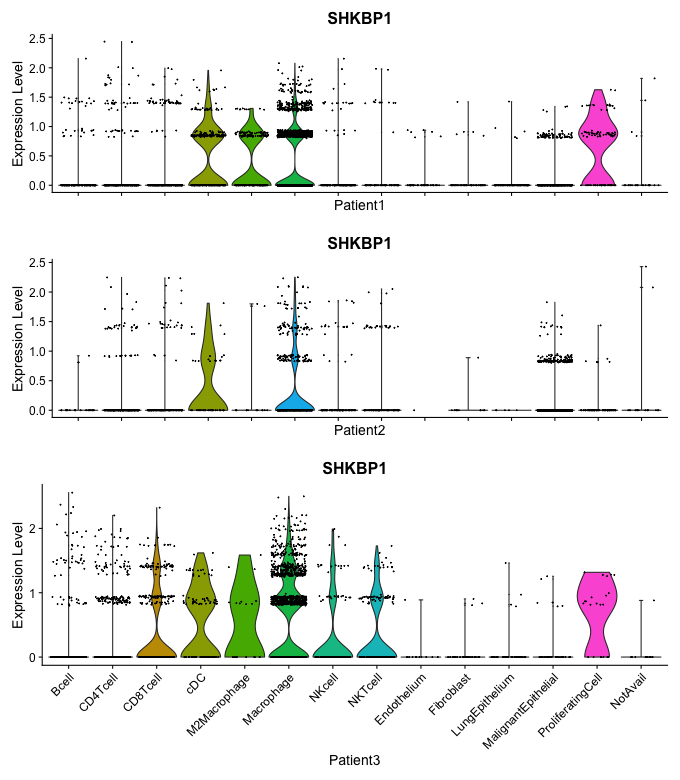 SHKBP1
Expression Level
2.5
2.0
1.5
1.0
0.5
0.0
Patient1
SHKBP1
Expression Level
2.5
2.0
1.5
1.0
0.5
0.0
Patient2
SHKBP1
Expression Level
2
1
0
Bcell
CD4Tcell
CD8Tcell
cDC
M2Macrophage
Macrophage
NKcell
NKTcell
Endothelium
Fibroblast
LungEpithelium
MalignantEpithelial
ProliferatingCell
NotAvail
Patient3